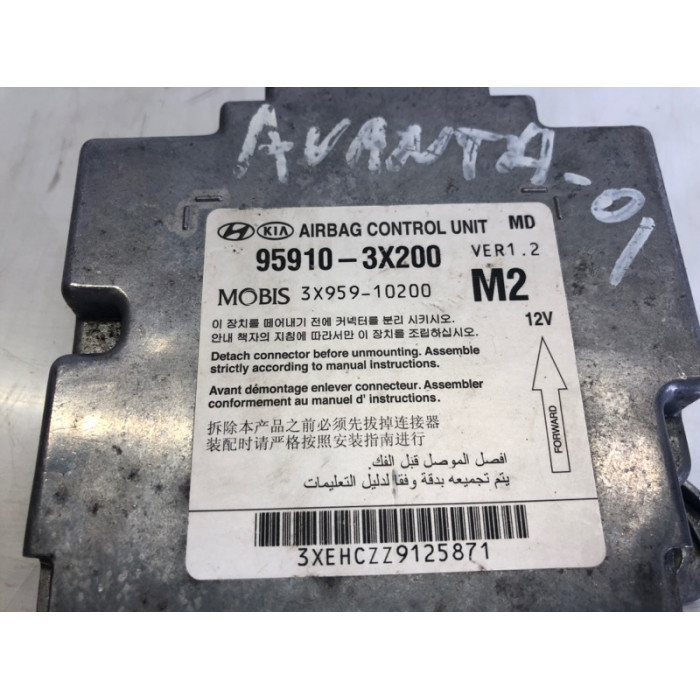 AVANTA-01
HYUNDAI KIA AIRBAG CONTROL UNIT MD
95910-3X200 VER1.2
MOBIS 3X959-10200 M2
이 장치를 떼어내기 전에 커넥터를 분리 시키시오.
안내 책자의 지침에 따라서만 이 장치를 조립하십시오.
12V
Detach connector before unmounting. Assemble
strictly according to manual instructions.
Avant démontage enlever connecteur. Assembler
conformement au manuel d' instructions.
FORWARD
拆除本产品之前必须先拔掉连接器
装配时请严格按照安装指南进行
افصل الموصل قبل الفك.
يتم تجميعه بدقة وفقا لدليل التعليمات
3XEHCZZ9125871